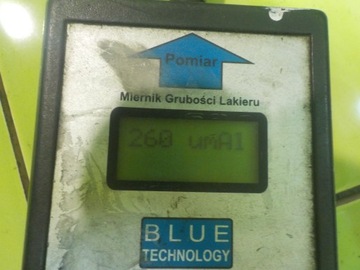 Pomiar
Miernik Grubości Lakieru
260 umAl
BLUE
TECHNOLOGY